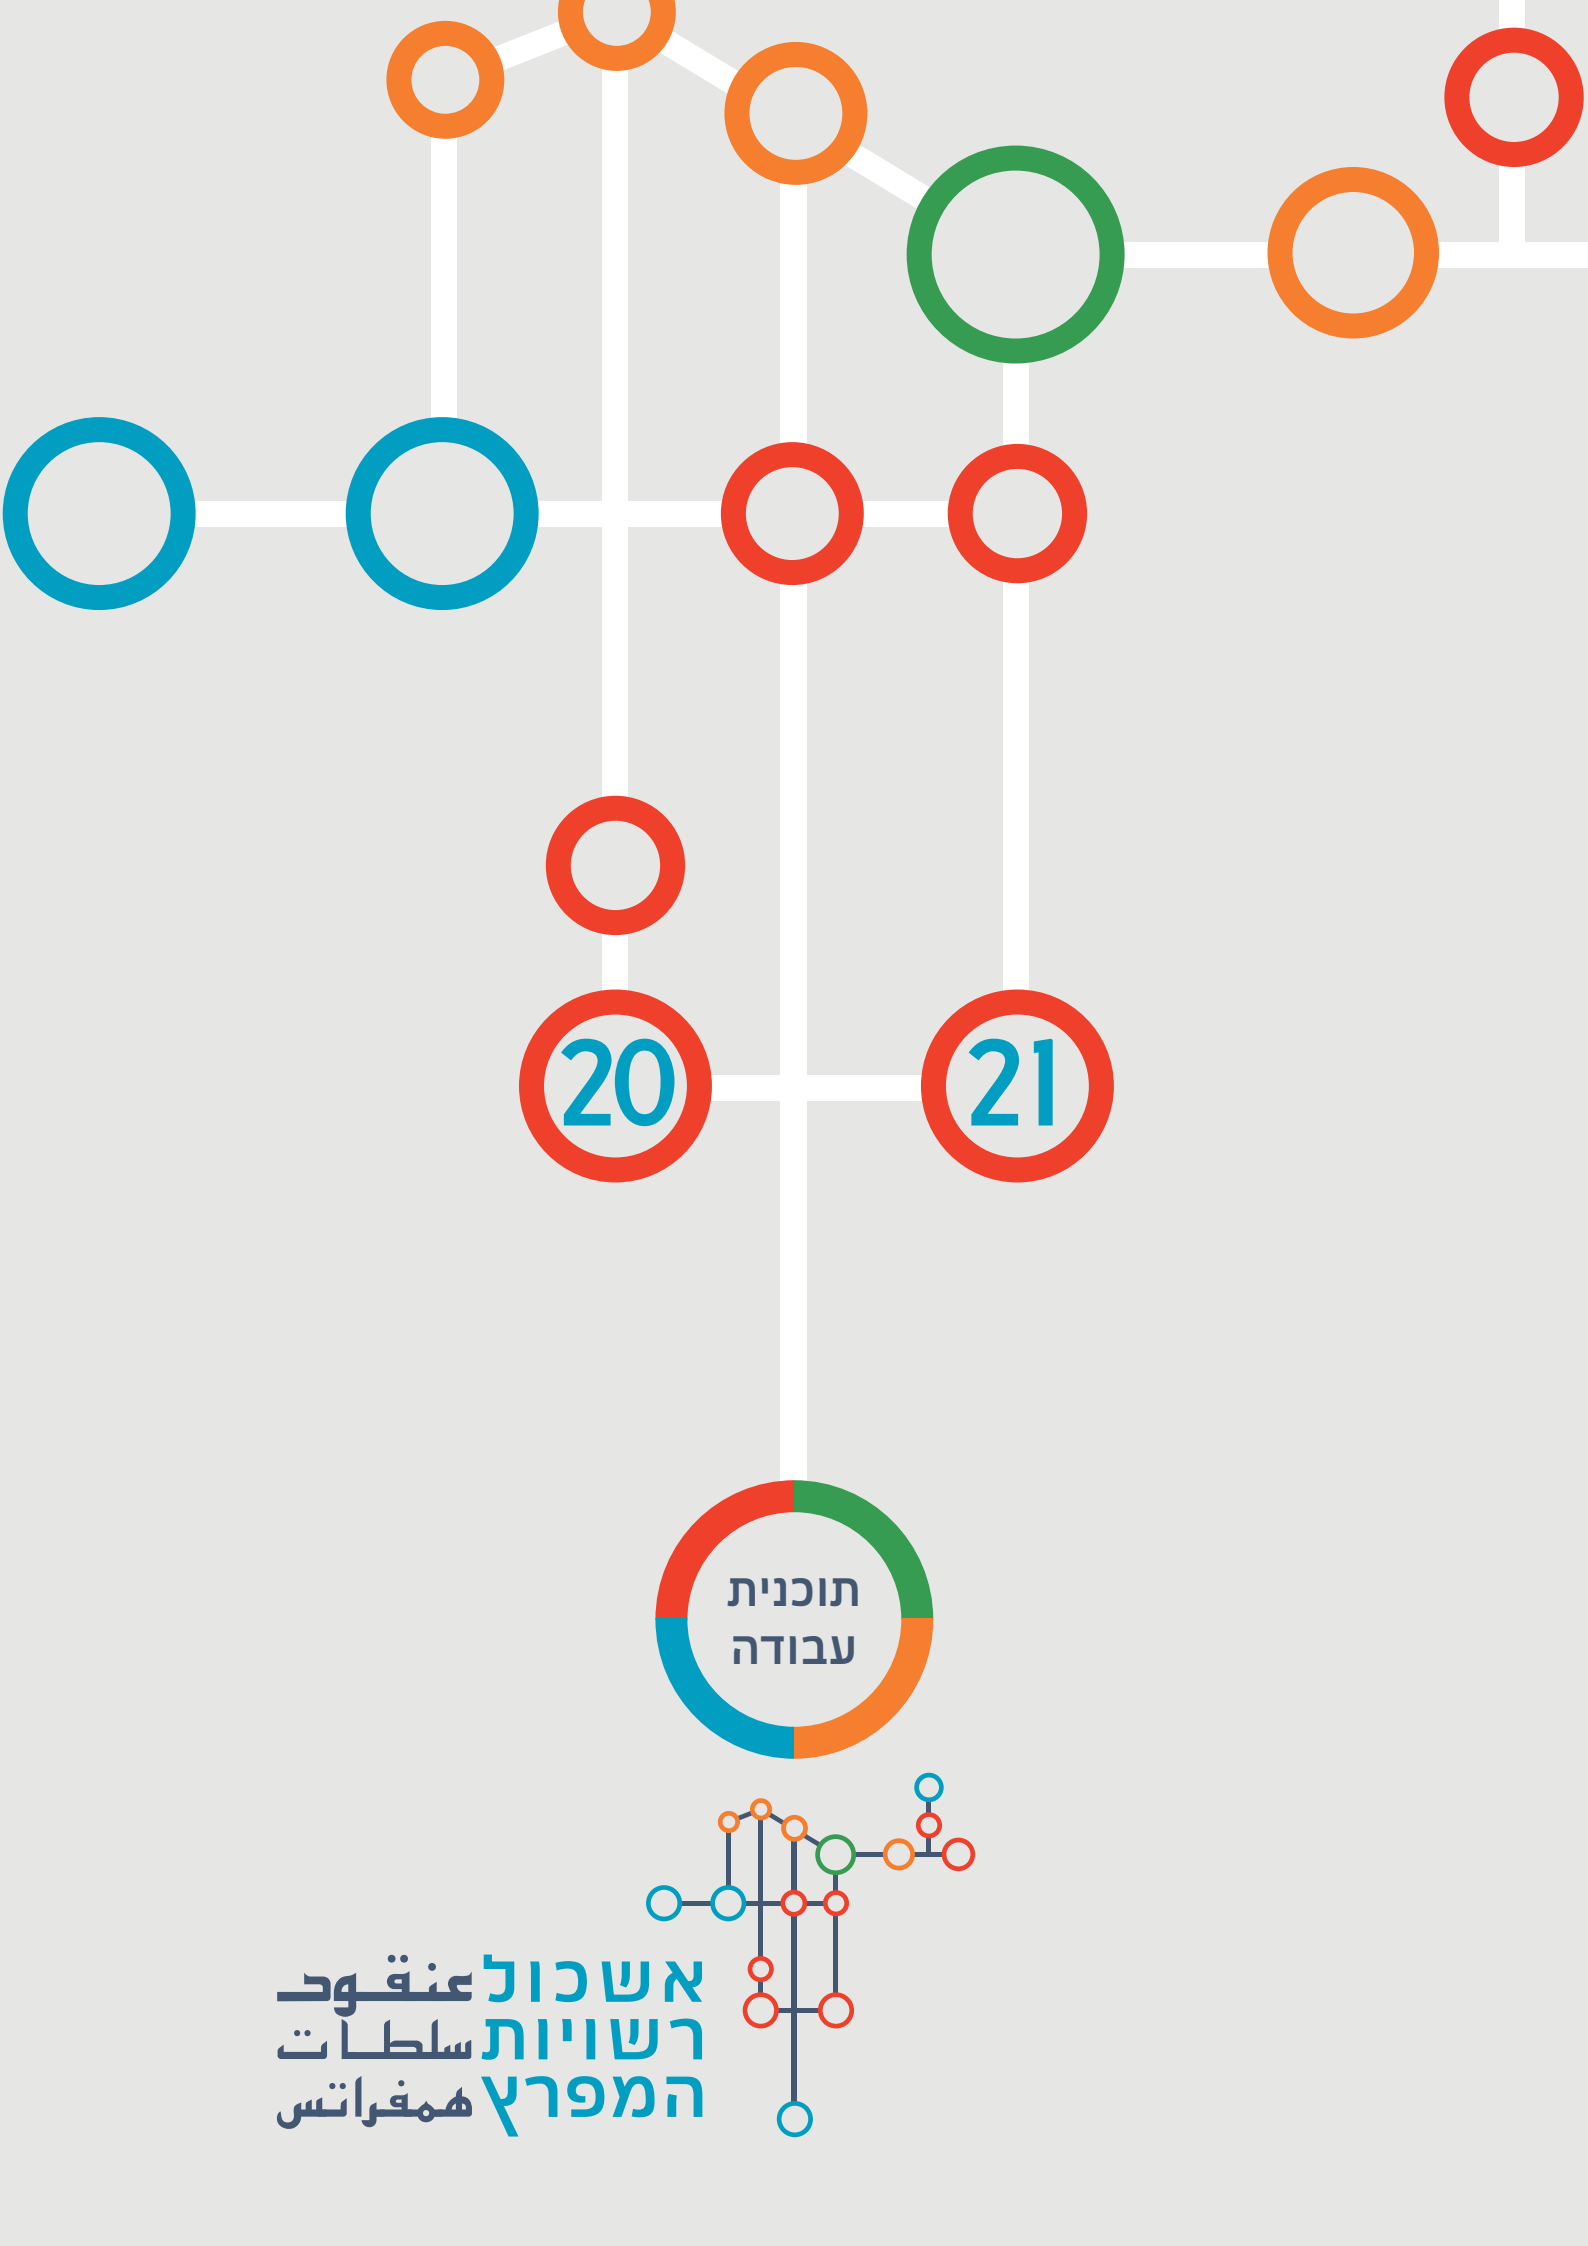 20 21
תוכנית
עבודה
אשכול عنقود
רשויות سلطات
המפרץ همفراتس